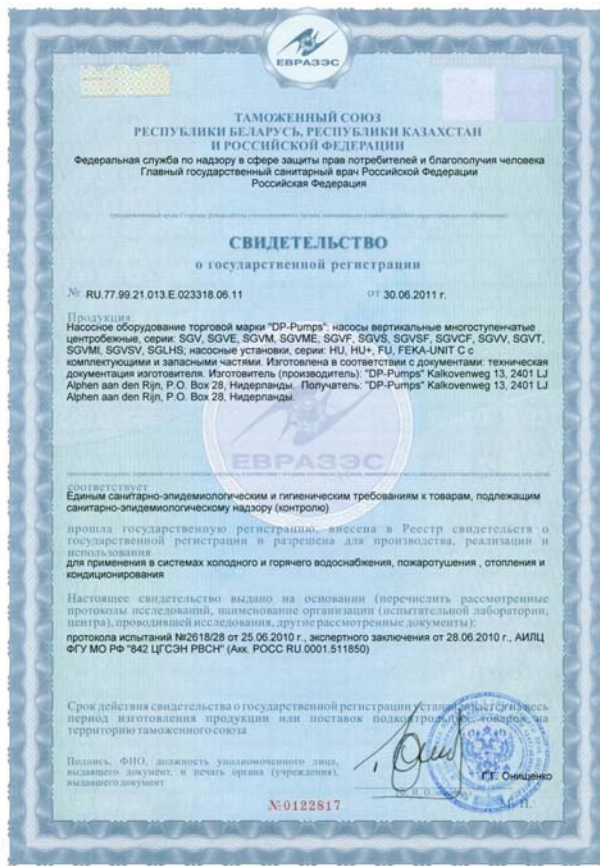 ЕВРАЗЭС
ТАМОЖЕННЫЙ СОЮЗ
РЕСПУБЛИКИ БЕЛАРУСЬ, РЕСПУБЛИКИ КАЗАХСТАН
И РОССИЙСКОЙ ФЕДЕРАЦИИ
Федеральная служба по надзору в сфере защиты прав потребителей и благополучия человека
Главный государственный санитарный врач Российской Федерации
Российская Федерация
СВИДЕТЕЛЬСТВО
о государственной регистрации
№ RU.77.99.21.013.Е.023318.06.11 от 30.06.2011 г.
Продукция:
Насосное оборудование торговой марки "DP-Pumps": насосы вертикальные многоступенчатые
центробежные, серии: SGV, SGVE, SGVM, SGVME, SGVF, SGVS, SGVSF, SGVCF, SGVV, SGVT,
SGVMI, SGVSV, SGLHS; насосные установки, серии: HU, HU+, FU, FEKA-UNIT C с
комплектующими и запасными частями. Изготовлена в соответствии с документами: техническая
документация изготовителя. Изготовитель (производитель): "DP-Pumps" Kalkovenweg 13, 2401 LJ
Alphen aan den Rijn, P.O. Box 28, Нидерланды. Получатель: "DP-Pumps" Kalkovenweg 13, 2401 LJ
Alphen aan den Rijn, P.O. Box 28, Нидерланды.
ЕВРАЗЭС
соответствует
Единым санитарно-эпидемиологическим и гигиеническим требованиям к товарам, подлежащим
санитарно-эпидемиологическому надзору (контролю)
прошла государственную регистрацию, внесена в Реестр свидетельств о
государственной регистрации и разрешена для производства, реализации и
использования
для применения в системах холодного и горячего водоснабжения, пожаротушения , отопления и
кондиционирования
Настоящее свидетельство выдано на основании (перечислить рассмотренные
протоколы исследований, наименование организации (испытательной лаборатории,
центра), проводившей исследования, другие рассмотренные документы):
протокола испытаний №2618/28 от 25.06.2010 г., экспертного заключения от 28.06.2010 г., АИЛЦ
ФГУ МО РФ "842 ЦГСЭН РВСН" (Акк. РОСС RU.0001.511850)
Срок действия свидетельства о государственной регистрации устанавливается на весь
период изготовления продукции или поставок подконтрольных товаров на
территорию таможенного союза
Подпись, ФИО, должность уполномоченного лица,
выдавшего документ, и печать органа (учреждения),
выдавшего документ
Г.Г. Онищенко
№0122817
М. П.